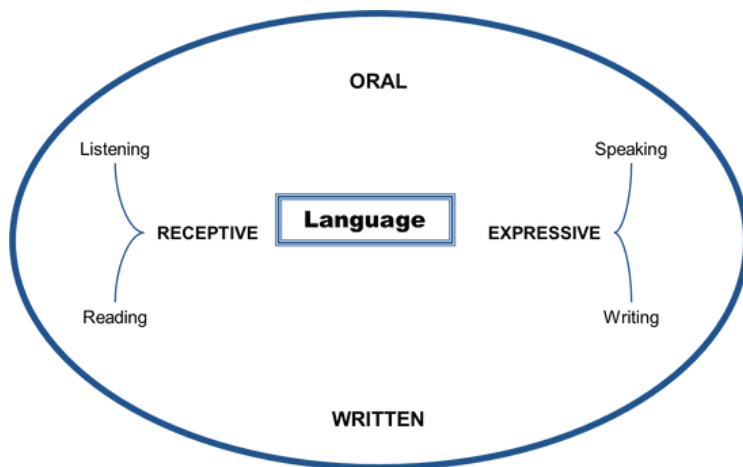 ORAL
Listening
Speaking
RECEPTIVE
Language
EXPRESSIVE
Reading
Writing
WRITTEN